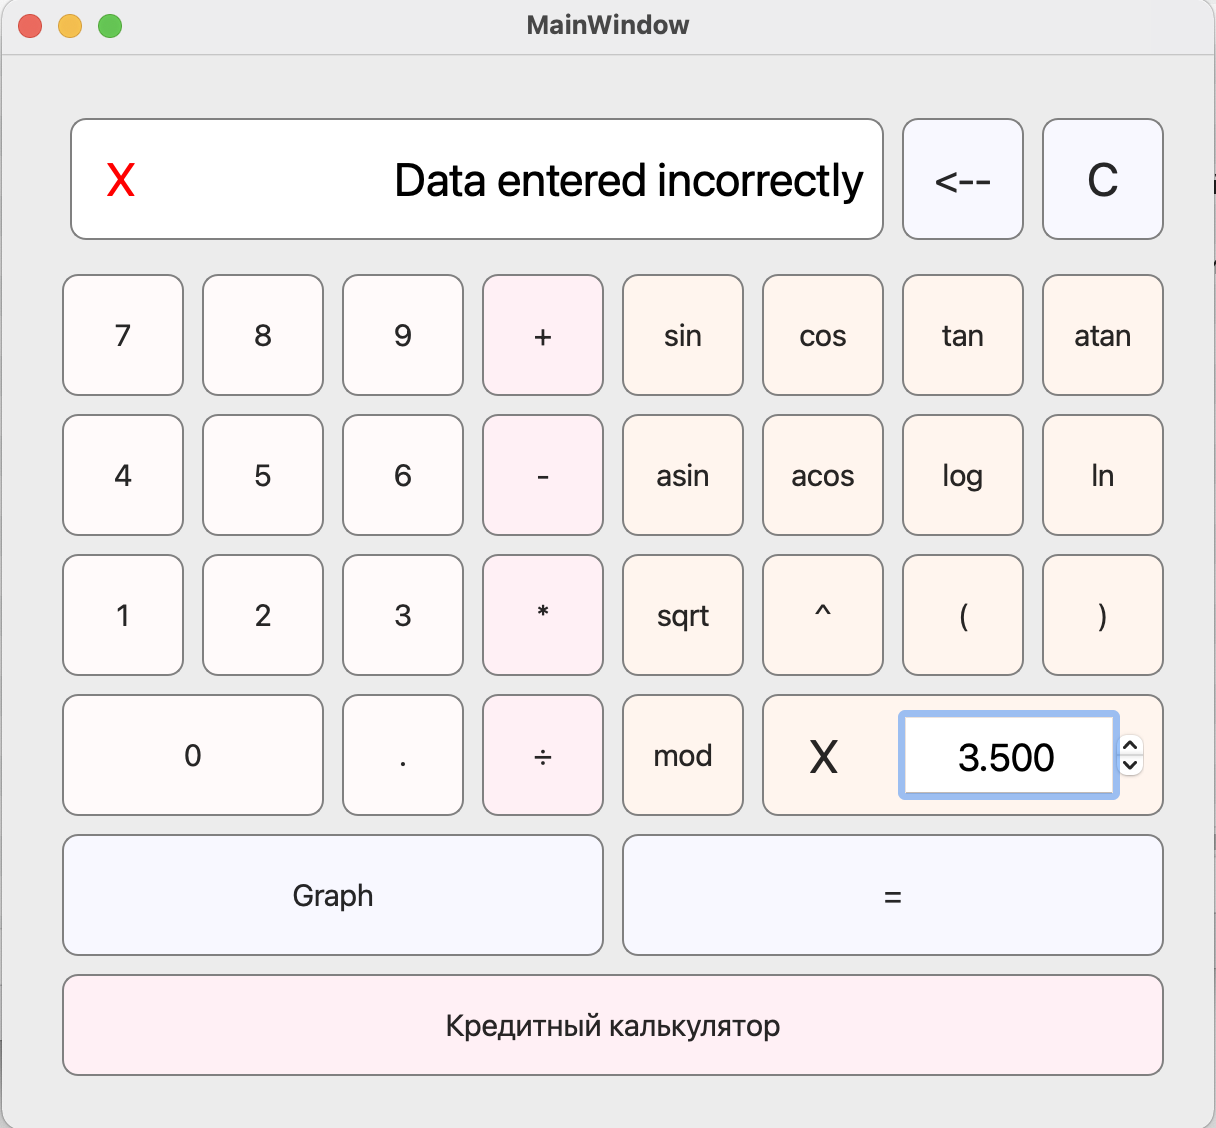 MainWindow
X Data entered incorrectly <-- C
7 8 9 + sin cos tan atan
4 5 6 - asin acos log ln
1 2 3 * sqrt ^ ( )
0 . ÷ mod X 3.500
Graph =
Кредитный калькулятор